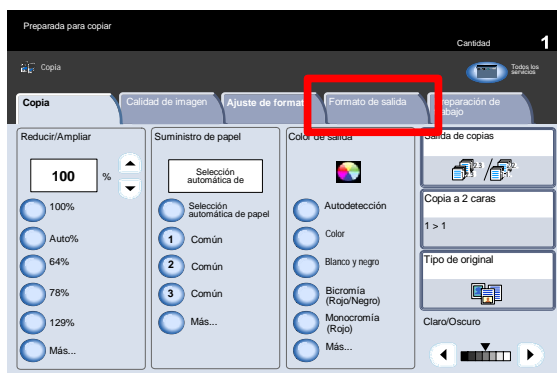 Preparada para copiar
Cantidad
1
Copia
Todos los
servicios
Copia
Calidad de imagen
Ajuste de format
Formato de salida
reparación de
abajo
Reducir/Ampliar
100
%
100%
Auto%
64%
78%
129%
Más...
Suministro de papel
Selección
automática de
Selección
automática de papel
1 Común
2 Común
3 Común
Más...
Color de salida
Autodetección
Color
Blanco y negro
Bicromía
(Rojo/Negro)
Monocromía
(Rojo)
Más...
Salida de copias
Copia a 2 caras
1 > 1
Tipo de original
Claro/Oscuro